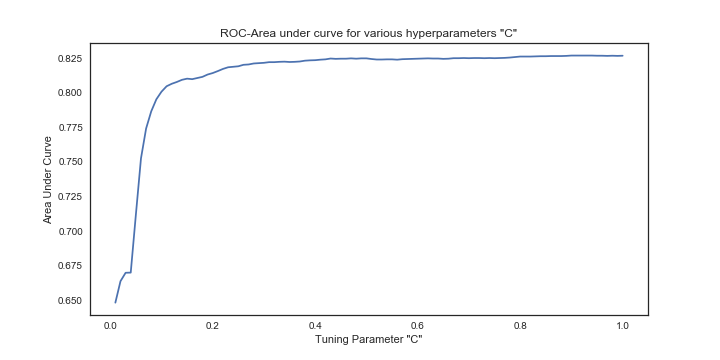 ROC-Area under curve for various hyperparameters "C"
Area Under Curve
0.825
0.800
0.775
0.750
0.725
0.700
0.675
0.650
0.0 0.2 0.4 0.6 0.8 1.0
Tuning Parameter "C"